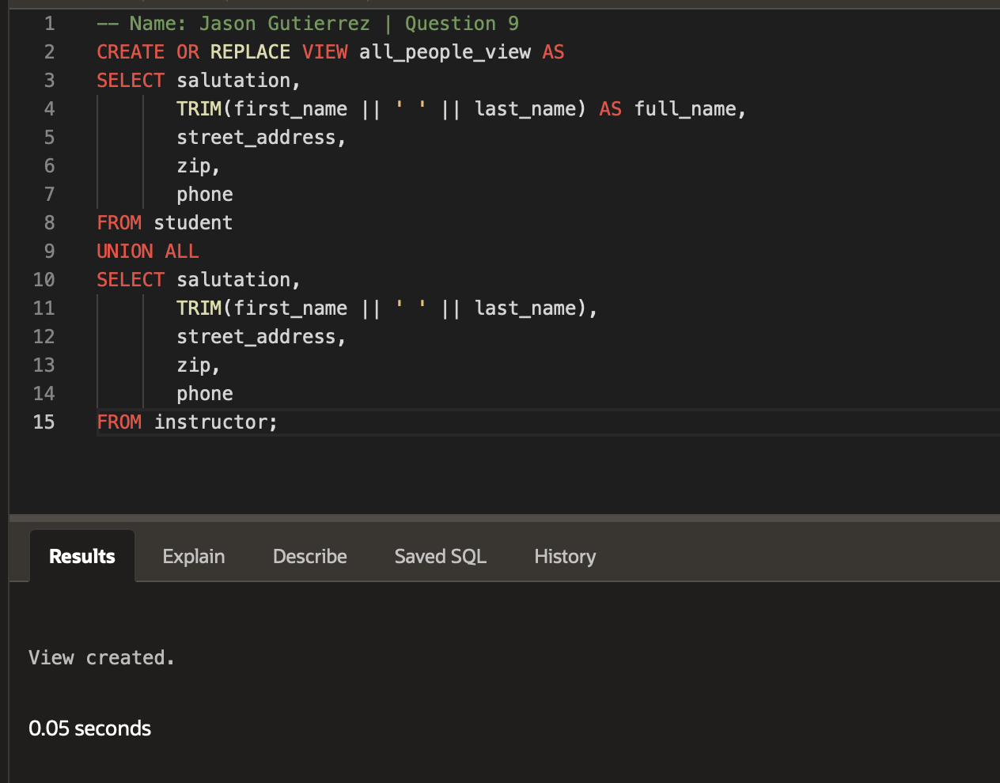 1 -- Name: Jason Gutierrez | Question 9
2 CREATE OR REPLACE VIEW all_people_view AS
3 SELECT salutation,
4 TRIM(first_name || ' ' || last_name) AS full_name,
5 street_address,
6 zip,
7 phone
8 FROM student
9 UNION ALL
10 SELECT salutation,
11 TRIM(first_name || ' ' || last_name),
12 street_address,
13 zip,
14 phone
15 FROM instructor;
Results Explain Describe Saved SQL History
View created.
0.05 seconds